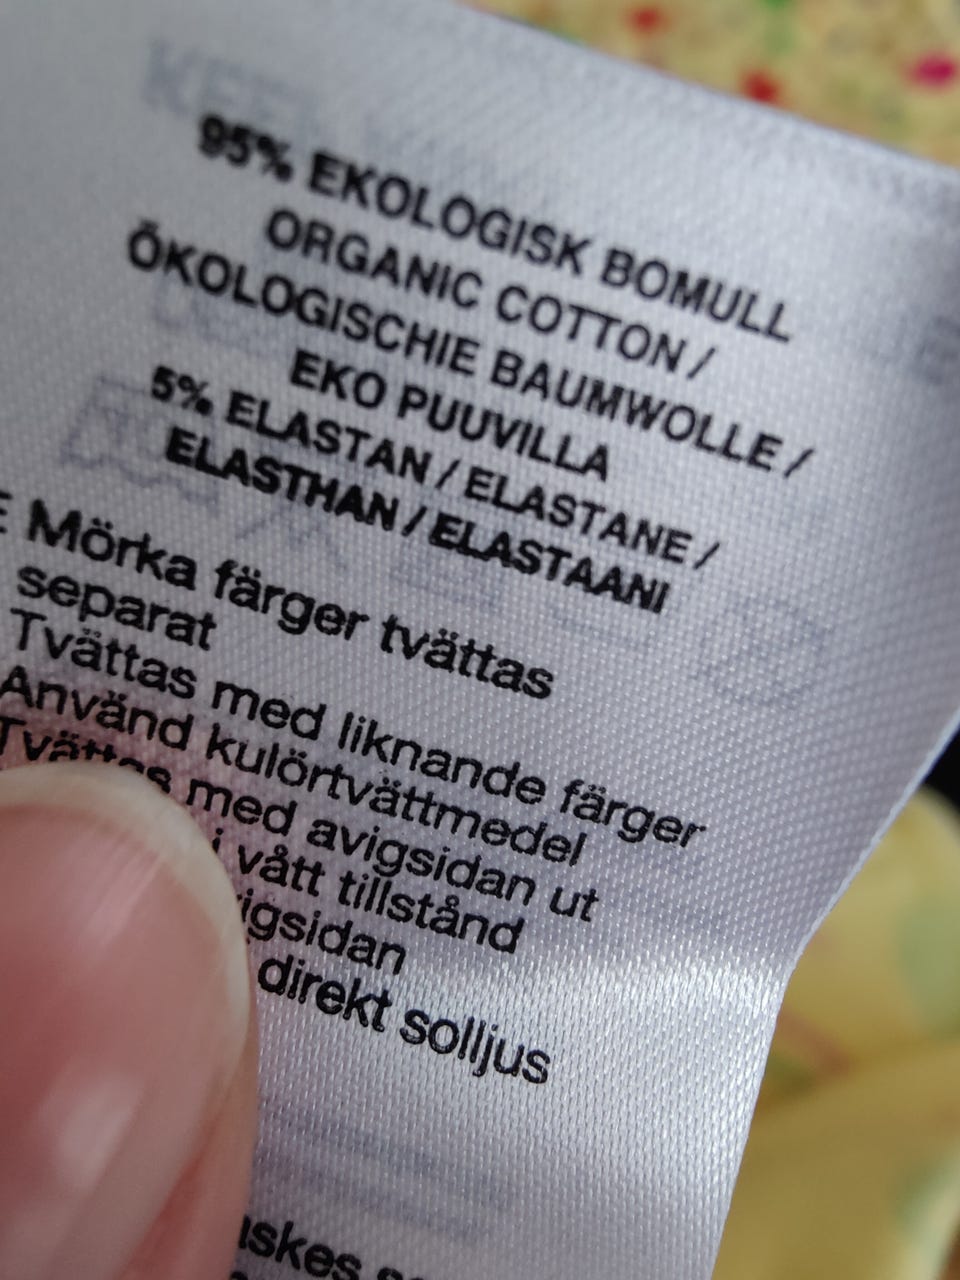 95% EKOLOGISK BOMULL
ORGANIC COTTON /
ÖKOLOGISCHIE BAUMWOLLE /
EKO PUUVILLA
5% ELASTAN / ELASTANE /
ELASTHAN / ELASTAANI
Mörka färger tvättas
separat
Tvättas med liknande färger
Använd kulörtvättmedel
Tvättas med avigsidan ut
i vått tillstånd
direkt solljus